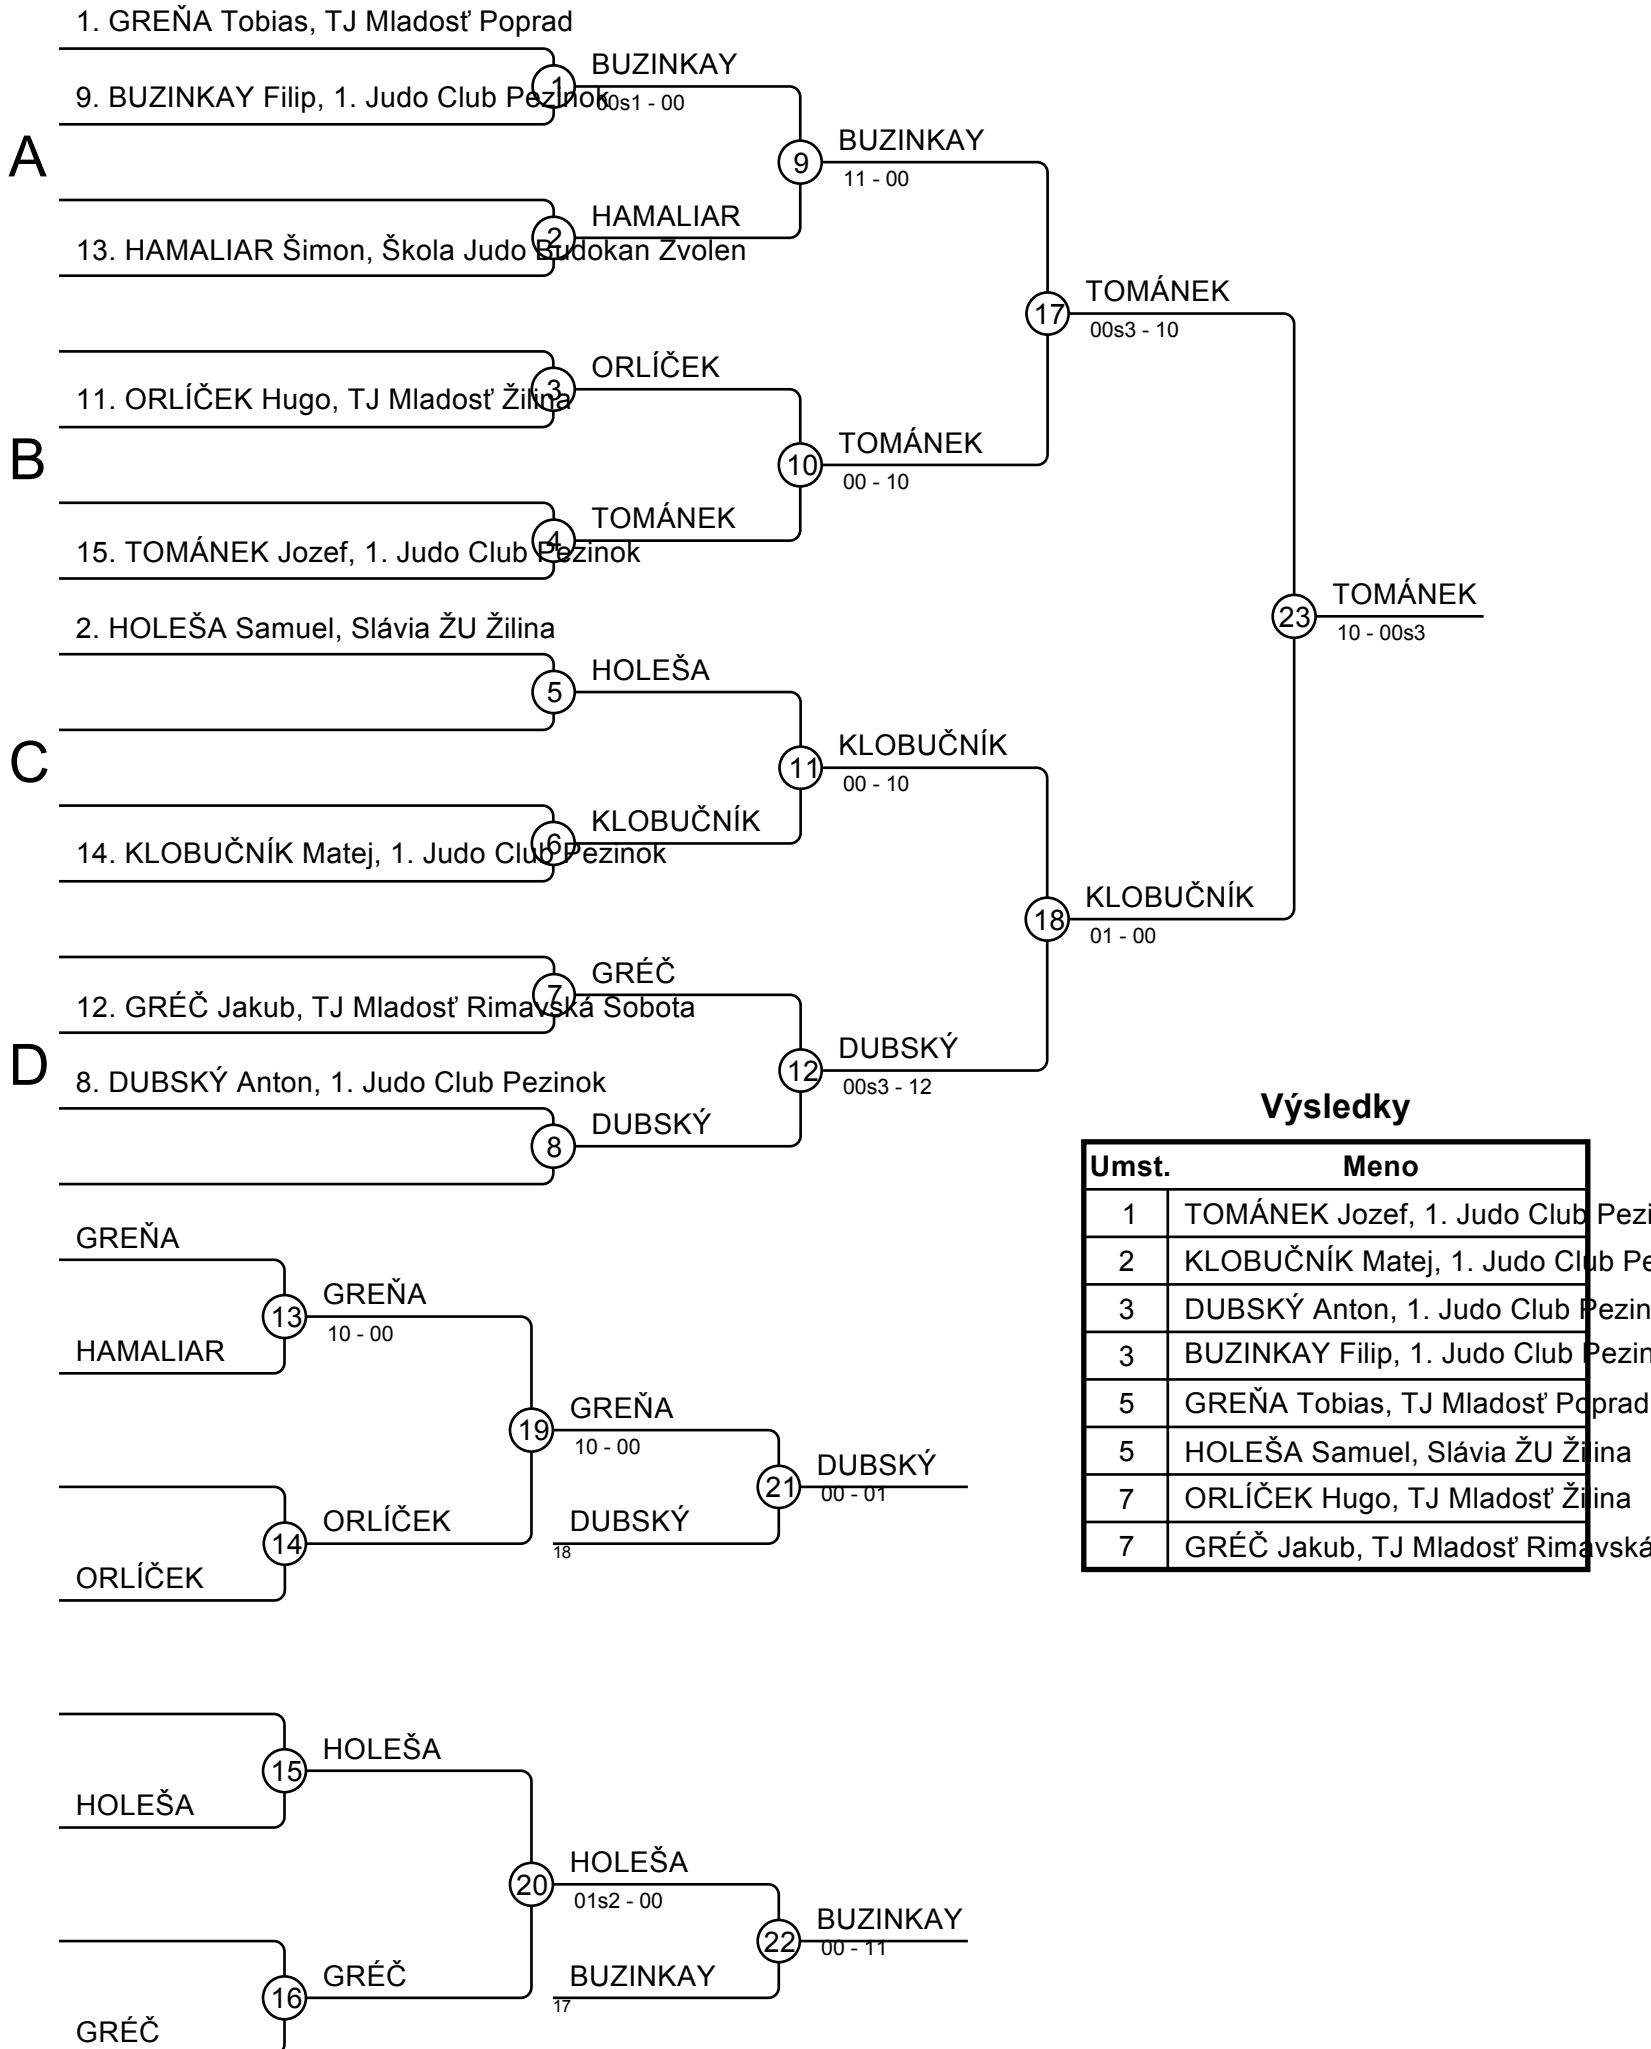 1. GREŇA Tobias, TJ Mladosť Poprad
BUZINKAY
1
9. BUZINKAY Filip, 1. Judo Club Pezinok
00s1 - 00
A
BUZINKAY
9
11 - 00
HAMALIAR
2
13. HAMALIAR Šimon, Škola Judo Budokan Zvolen
TOMÁNEK
17
00s3 - 10
ORLÍČEK
3
11. ORLÍČEK Hugo, TJ Mladosť Žilina
B
TOMÁNEK
10
00 - 10
TOMÁNEK
4
15. TOMÁNEK Jozef, 1. Judo Club Pezinok
TOMÁNEK
23
10 - 00s3
2. HOLEŠA Samuel, Slávia ŽU Žilina
HOLEŠA
5
C
KLOBUČNÍK
11
00 - 10
KLOBUČNÍK
6
14. KLOBUČNÍK Matej, 1. Judo Club Pezinok
KLOBUČNÍK
18
01 - 00
GRÉČ
7
12. GRÉČ Jakub, TJ Mladosť Rimavská Sobota
D
DUBSKÝ
12
00s3 - 12
8. DUBSKÝ Anton, 1. Judo Club Pezinok
DUBSKÝ
8
Výsledky
Umst. Meno
1 TOMÁNEK Jozef, 1. Judo Club Pezi
2 KLOBUČNÍK Matej, 1. Judo Club Pe
3 DUBSKÝ Anton, 1. Judo Club Pezin
3 BUZINKAY Filip, 1. Judo Club Pezin
5 GREŇA Tobias, TJ Mladosť Poprad
5 HOLEŠA Samuel, Slávia ŽU Žilina
7 ORLÍČEK Hugo, TJ Mladosť Žilina
7 GRÉČ Jakub, TJ Mladosť Rimavská
GREŇA
GREŇA
13
10 - 00
HAMALIAR
GREŇA
19
10 - 00
DUBSKÝ
21
00 - 01
ORLÍČEK
14
DUBSKÝ
18
ORLÍČEK
HOLEŠA
15
HOLEŠA
HOLEŠA
20
01s2 - 00
BUZINKAY
22
00 - 11
GRÉČ
16
BUZINKAY
17
GRÉČ